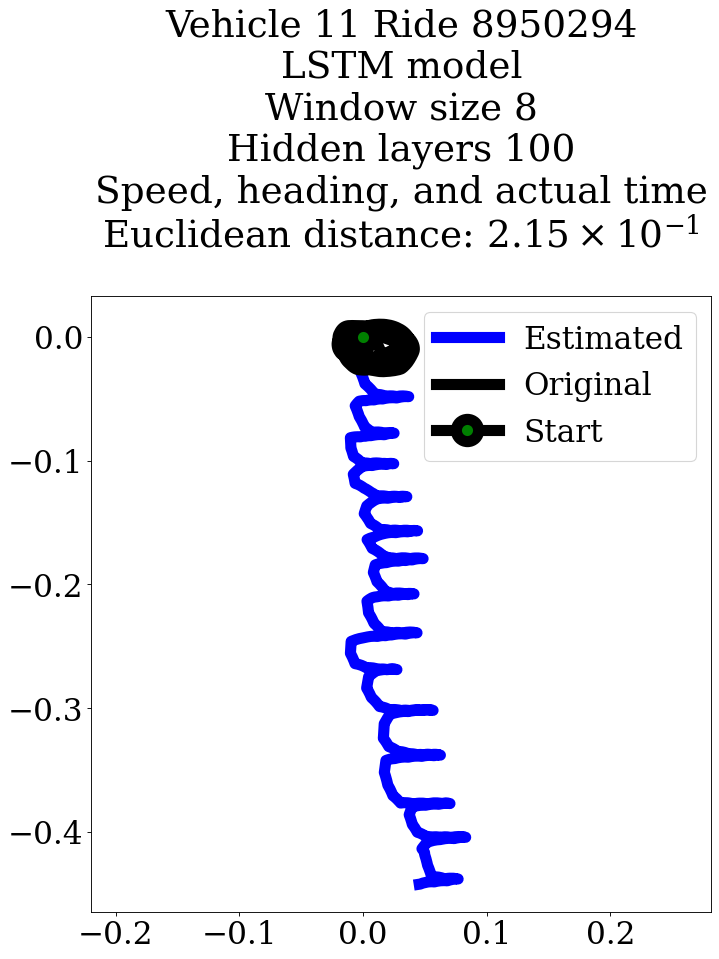 Vehicle 11 Ride 8950294
LSTM model
Window size 8
Hidden layers 100
Speed, heading, and actual time
Euclidean distance: 2.15 × 10⁻¹
Estimated
Original
Start
0.0
−0.1
−0.2
−0.3
−0.4
−0.2 −0.1 0.0 0.1 0.2